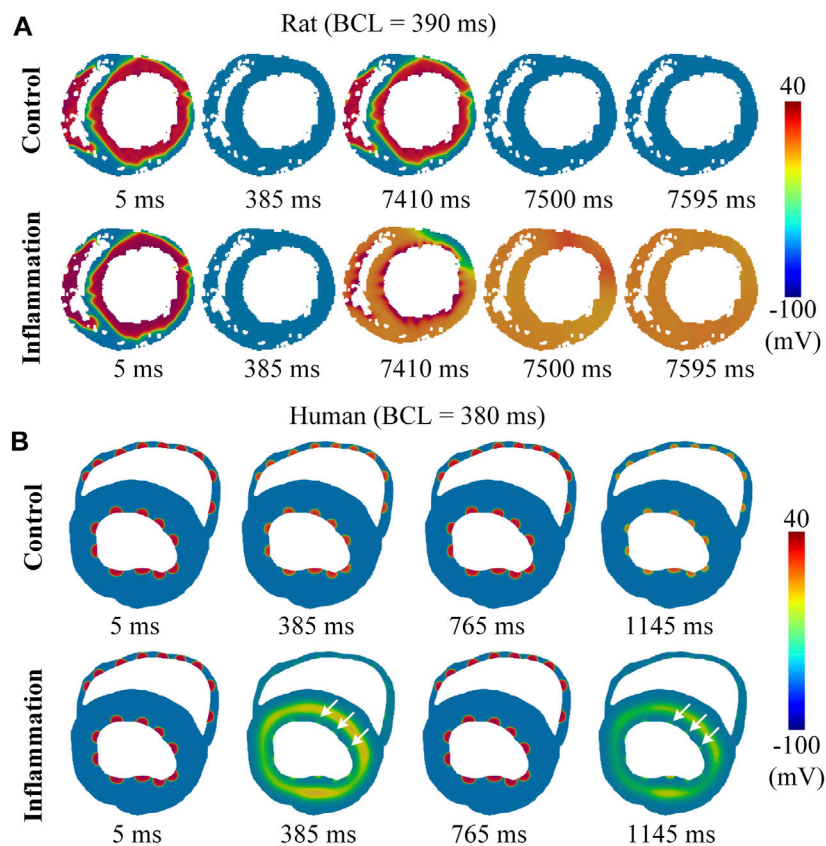 A
Rat (BCL = 390 ms)
Control
5 ms 385 ms 7410 ms 7500 ms 7595 ms
Inflammation
5 ms 385 ms 7410 ms 7500 ms 7595 ms
40
-100
(mV)
B
Human (BCL = 380 ms)
Control
5 ms 385 ms 765 ms 1145 ms
Inflammation
5 ms 385 ms 765 ms 1145 ms
40
-100
(mV)